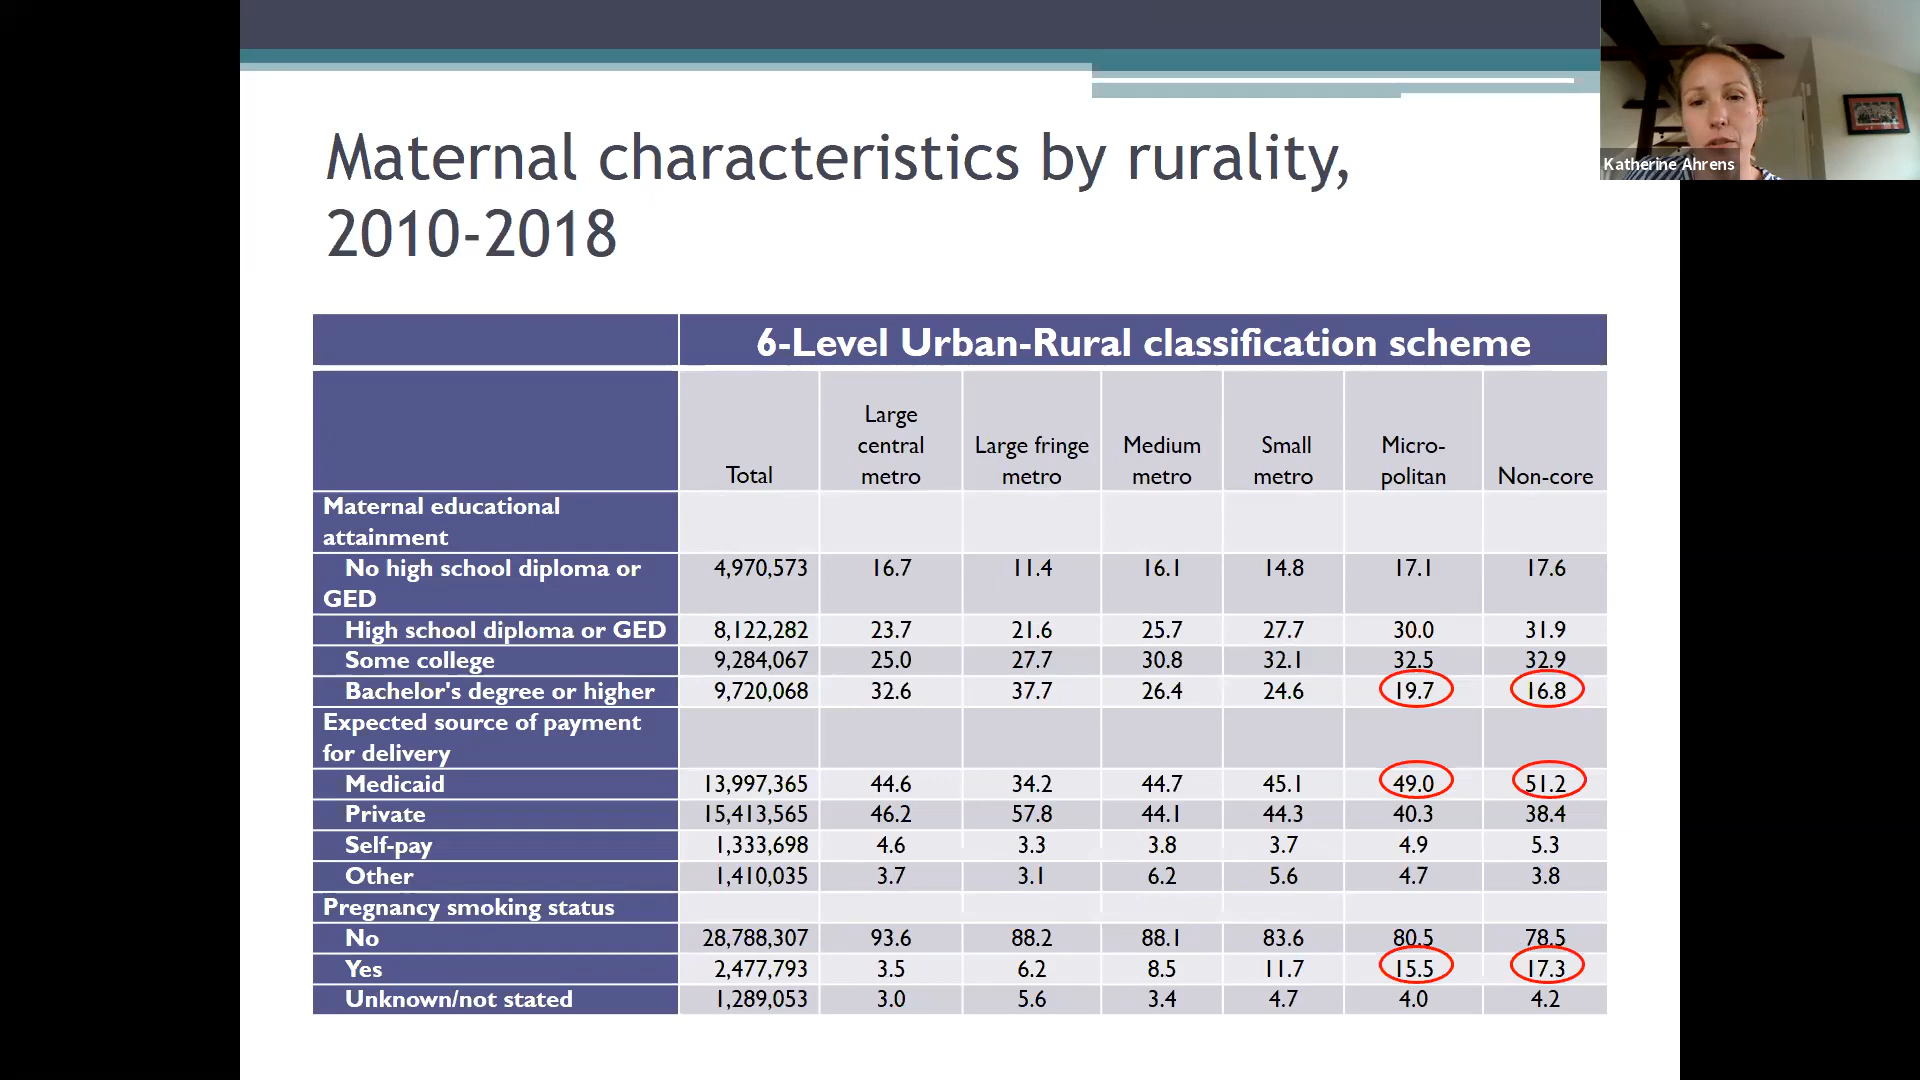 Katherine Ahrens
Maternal characteristics by rurality,
2010-2018
6-Level Urban-Rural classification scheme
Total Large central metro Large fringe metro Medium metro Small metro Micro-politan Non-core
Maternal educational
attainment
No high school diploma or
GED 4,970,573 16.7 11.4 16.1 14.8 17.1 17.6
High school diploma or GED 8,122,282 23.7 21.6 25.7 27.7 30.0 31.9
Some college 9,284,067 25.0 27.7 30.8 32.1 32.5 32.9
Bachelor's degree or higher 9,720,068 32.6 37.7 26.4 24.6 19.7 16.8
Expected source of payment
for delivery
Medicaid 13,997,365 44.6 34.2 44.7 45.1 49.0 51.2
Private 15,413,565 46.2 57.8 44.1 44.3 40.3 38.4
Self-pay 1,333,698 4.6 3.3 3.8 3.7 4.9 5.3
Other 1,410,035 3.7 3.1 6.2 5.6 4.7 3.8
Pregnancy smoking status
No 28,788,307 93.6 88.2 88.1 83.6 80.5 78.5
Yes 2,477,793 3.5 6.2 8.5 11.7 15.5 17.3
Unknown/not stated 1,289,053 3.0 5.6 3.4 4.7 4.0 4.2